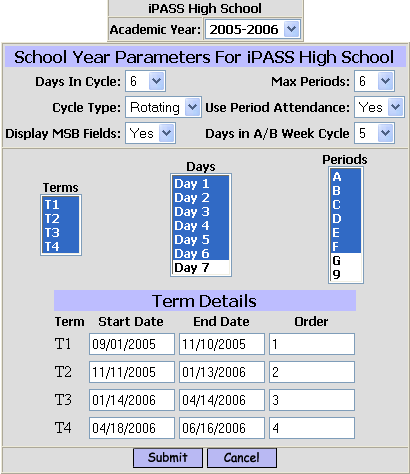 iPASS High School
Academic Year: 2005-2006
School Year Parameters For iPASS High School
Days In Cycle: 6 Max Periods: 6
Cycle Type: Rotating Use Period Attendance: Yes
Display MSB Fields: Yes Days in A/B Week Cycle 5
Terms
T1
T2
T3
T4
Days
Day 1
Day 2
Day 3
Day 4
Day 5
Day 6
Day 7
Periods
A
B
C
D
E
F
G
9
Term Details
Term Start Date End Date Order
T1 09/01/2005 11/10/2005 1
T2 11/11/2005 01/13/2006 2
T3 01/14/2006 04/14/2006 3
T4 04/18/2006 06/16/2006 4
Submit Cancel